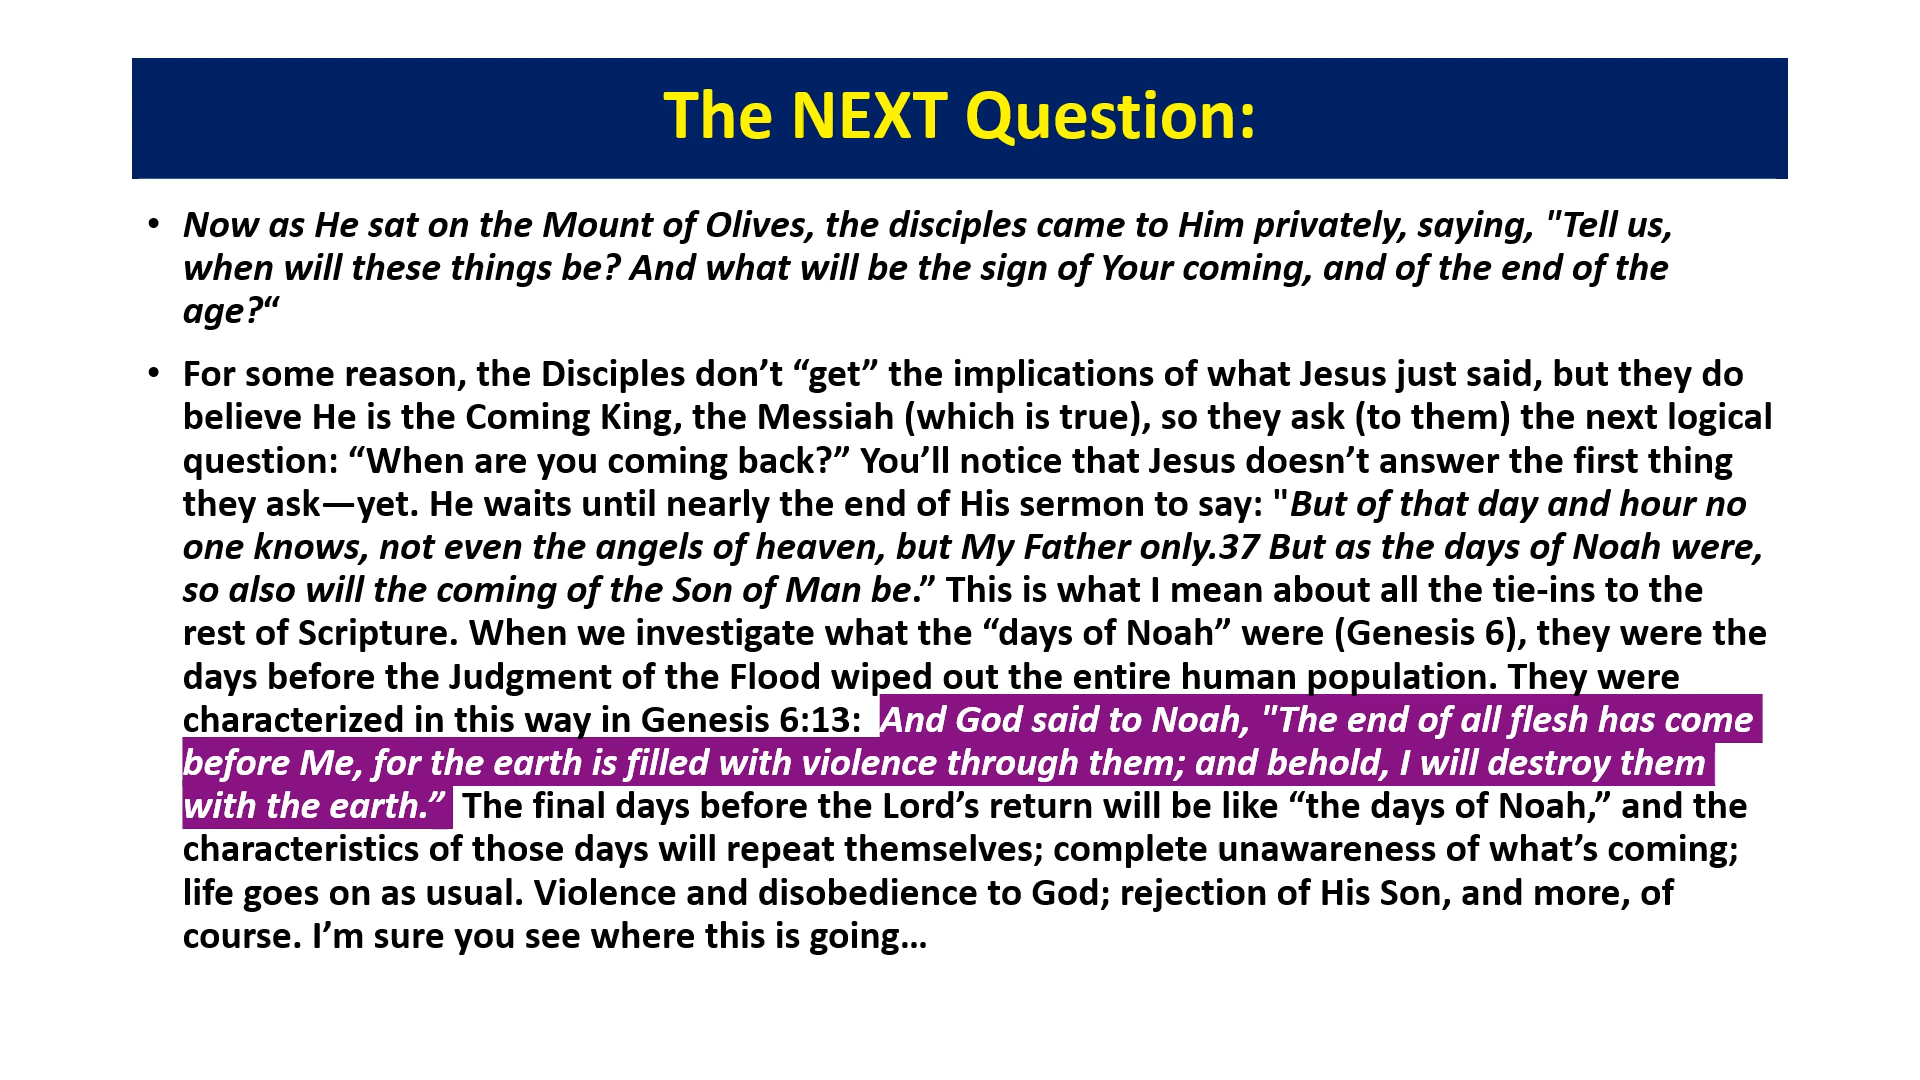 The NEXT Question:
• Now as He sat on the Mount of Olives, the disciples came to Him privately, saying, "Tell us,
when will these things be? And what will be the sign of Your coming, and of the end of the
age?“
• For some reason, the Disciples don’t “get” the implications of what Jesus just said, but they do
believe He is the Coming King, the Messiah (which is true), so they ask (to them) the next logical
question: “When are you coming back?” You’ll notice that Jesus doesn’t answer the first thing
they ask—yet. He waits until nearly the end of His sermon to say: "But of that day and hour no
one knows, not even the angels of heaven, but My Father only.37 But as the days of Noah were,
so also will the coming of the Son of Man be.” This is what I mean about all the tie-ins to the
rest of Scripture. When we investigate what the “days of Noah” were (Genesis 6), they were the
days before the Judgment of the Flood wiped out the entire human population. They were
characterized in this way in Genesis 6:13: And God said to Noah, "The end of all flesh has come
before Me, for the earth is filled with violence through them; and behold, I will destroy them
with the earth.” The final days before the Lord’s return will be like “the days of Noah,” and the
characteristics of those days will repeat themselves; complete unawareness of what’s coming;
life goes on as usual. Violence and disobedience to God; rejection of His Son, and more, of
course. I’m sure you see where this is going…